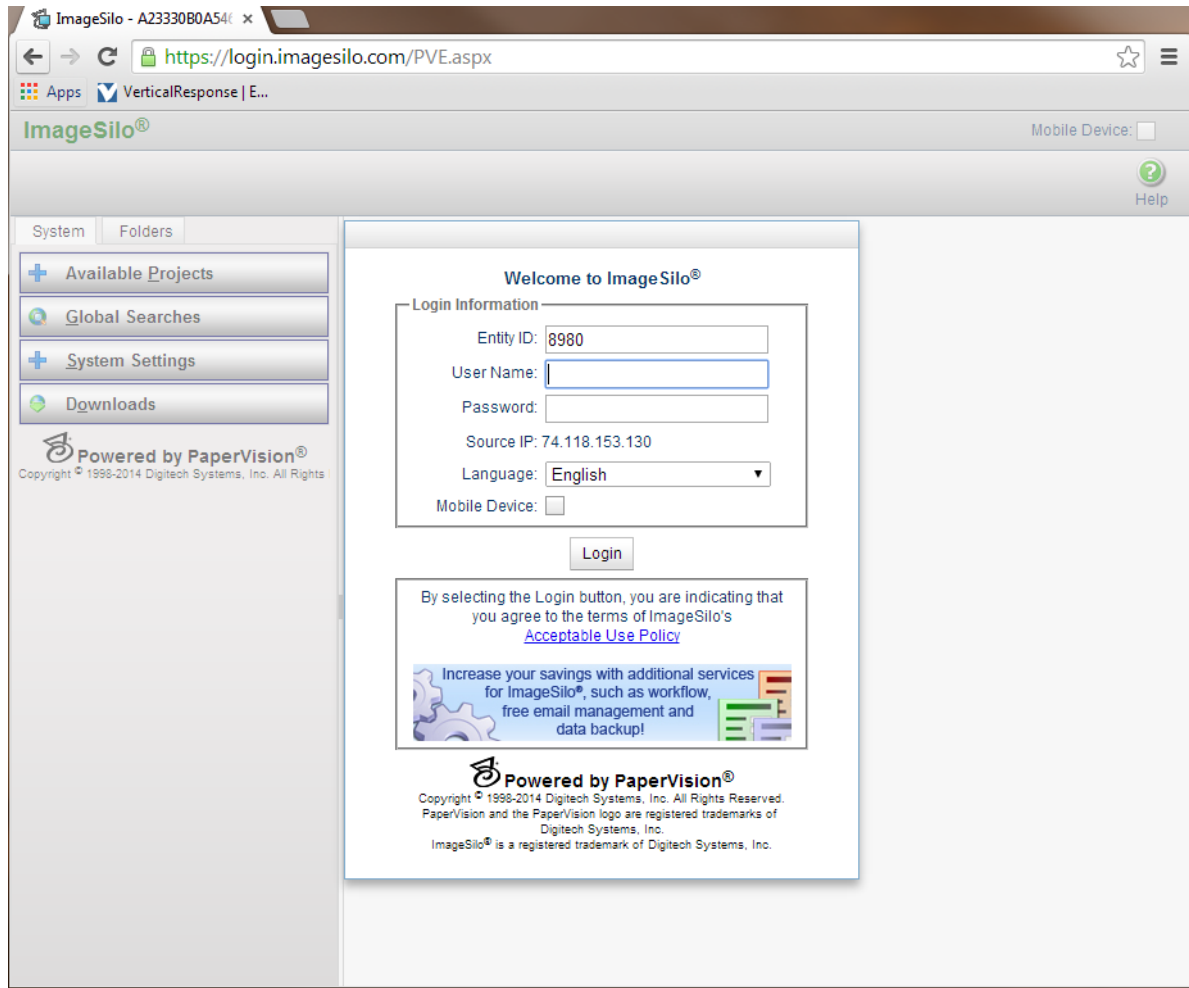 ImageSilo - A23330B0A546
https://login.imagesilo.com/PVE.aspx
Apps VerticalResponse | E...
ImageSilo® Mobile Device:
Help
System Folders
Available Projects
Global Searches
System Settings
Downloads
Powered by PaperVision®
Copyright © 1998-2014 Digitech Systems, Inc. All Rights
Welcome to ImageSilo®
Login Information
Entity ID: 8980
User Name:
Password:
Source IP: 74.118.153.130
Language: English
Mobile Device:
Login
By selecting the Login button, you are indicating that
you agree to the terms of ImageSilo's
Acceptable Use Policy
Increase your savings with additional services
for ImageSilo®, such as workflow,
free email management and
data backup!
Powered by PaperVision®
Copyright © 1998-2014 Digitech Systems, Inc. All Rights Reserved.
PaperVision and the PaperVision logo are registered trademarks of
Digitech Systems, Inc.
ImageSilo® is a registered trademark of Digitech Systems, Inc.